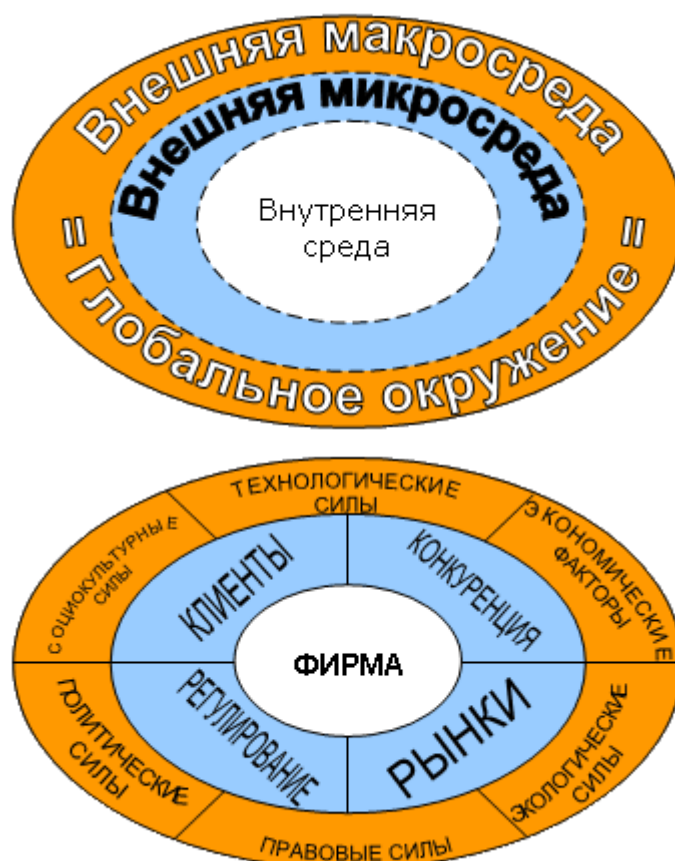 Внешняя макросреда
Внешняя микросреда
Внутренняя
среда
= Глобальное окружение =
ТЕХНОЛОГИЧЕСКИЕ
СИЛЫ
ЭКОНОМИЧЕСКИЕ
ФАКТОРЫ
СОЦИОКУЛЬТУРНЫЕ
СИЛЫ
КЛИЕНТЫ
КОНКУРЕНЦИЯ
ФИРМА
РЕГУЛИРОВАНИЕ
РЫНКИ
ПОЛИТИЧЕСКИЕ
СИЛЫ
ЭКОЛОГИЧЕСКИЕ
СИЛЫ
ПРАВОВЫЕ СИЛЫ